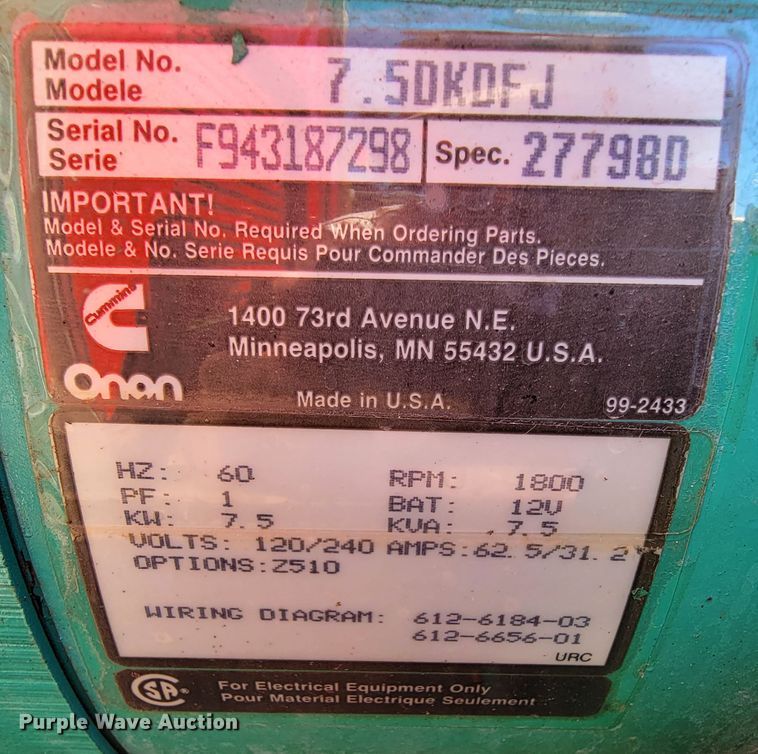 Model No.
Modele
7.5DKDFJ
Serial No.
Serie
F943187298
Spec. 27798D
IMPORTANT!
Model & Serial No. Required When Ordering Parts.
Modele & No. Serie Requis Pour Commander Des Pieces.
Cummins
Onan
1400 73rd Avenue N.E.
Minneapolis, MN 55432 U.S.A.
Made in U.S.A.
99-2433
HZ: 60 RPM: 1800
PF: 1 BAT: 12V
KW: 7.5 KVA: 7.5
VOLTS: 120/240 AMPS:62.5/31.2
OPTIONS:Z510
WIRING DIAGRAM: 612-6184-03
612-6656-01
URC
SA®
For Electrical Equipment Only
Pour Material Electrique Seulement
Purple Wave Auction